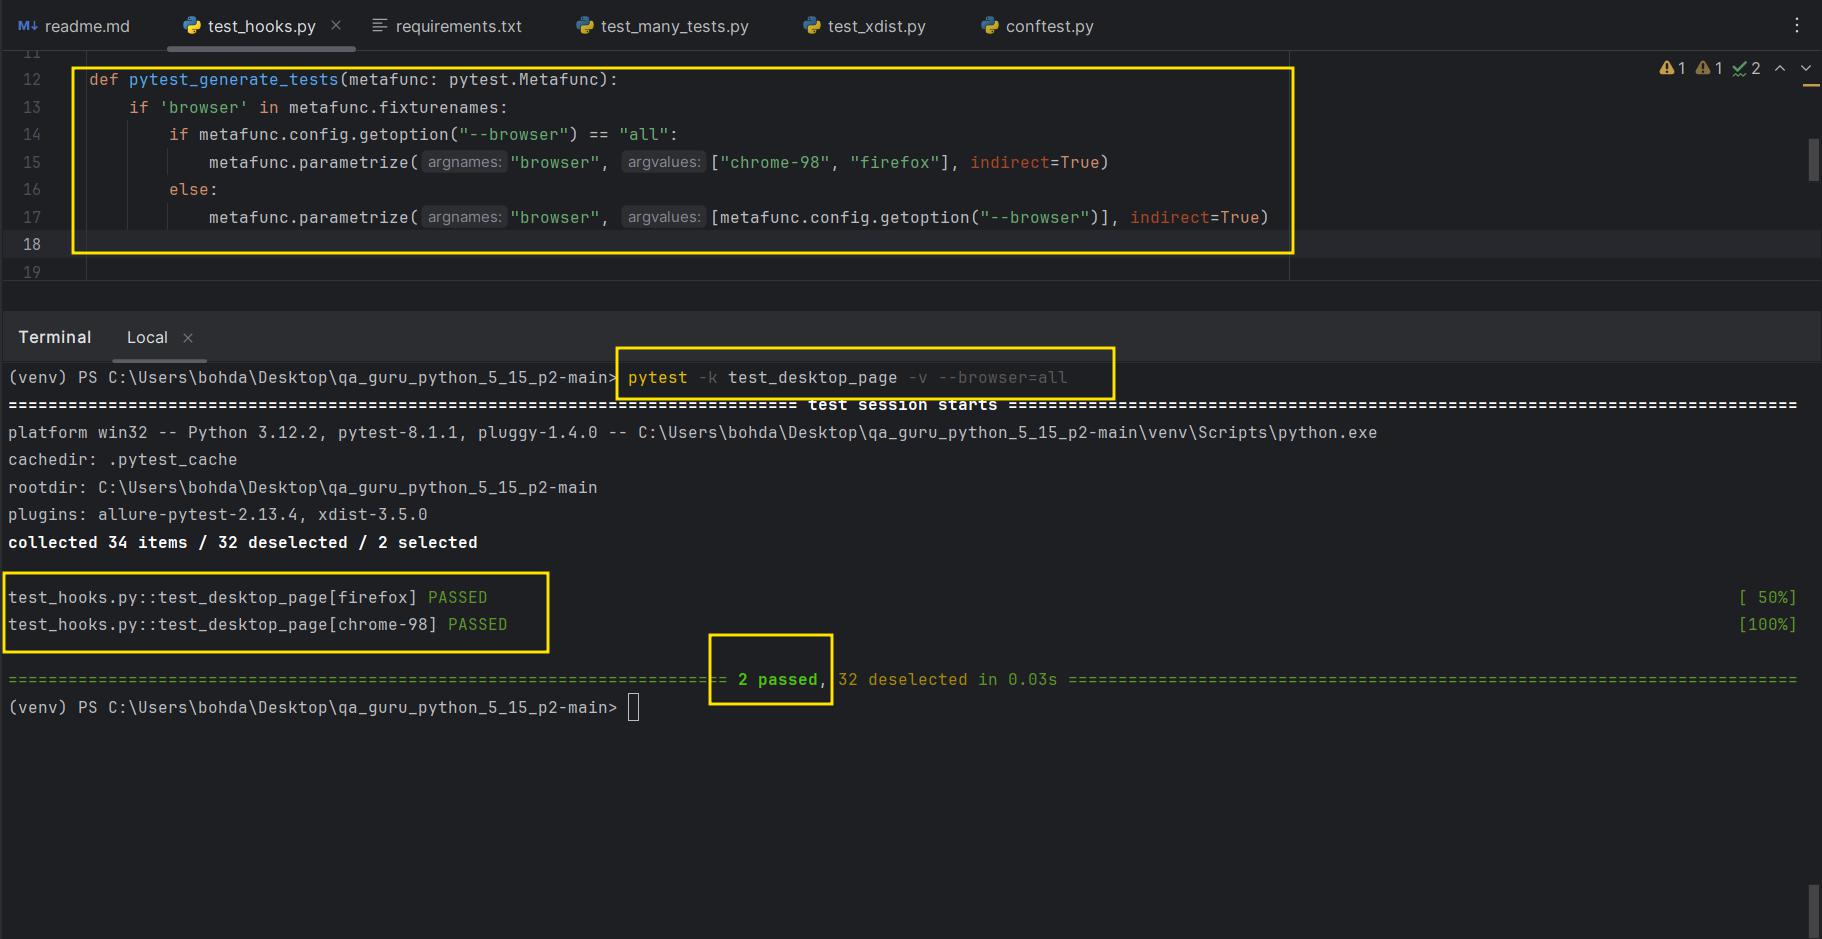 M↓ readme.md test_hooks.py × requirements.txt test_many_tests.py test_xdist.py conftest.py
11
12 def pytest_generate_tests(metafunc: pytest.Metafunc): 1 1 2
13 if 'browser' in metafunc.fixturenames:
14 if metafunc.config.getoption("--browser") == "all":
15 metafunc.parametrize( argnames: "browser", argvalues: ["chrome-98", "firefox"], indirect=True)
16 else:
17 metafunc.parametrize( argnames: "browser", argvalues: [metafunc.config.getoption("--browser")], indirect=True)
18
19
Terminal Local ×
(venv) PS C:\Users\bohda\Desktop\qa_guru_python_5_15_p2-main> pytest -k test_desktop_page -v --browser=all
=============================================================================== test session starts ===============================================================================
platform win32 -- Python 3.12.2, pytest-8.1.1, pluggy-1.4.0 -- C:\Users\bohda\Desktop\qa_guru_python_5_15_p2-main\venv\Scripts\python.exe
cachedir: .pytest_cache
rootdir: C:\Users\bohda\Desktop\qa_guru_python_5_15_p2-main
plugins: allure-pytest-2.13.4, xdist-3.5.0
collected 34 items / 32 deselected / 2 selected
test_hooks.py::test_desktop_page[firefox] PASSED [ 50%]
test_hooks.py::test_desktop_page[chrome-98] PASSED [100%]
======================================================================== 2 passed, 32 deselected in 0.03s =========================================================================
(venv) PS C:\Users\bohda\Desktop\qa_guru_python_5_15_p2-main>